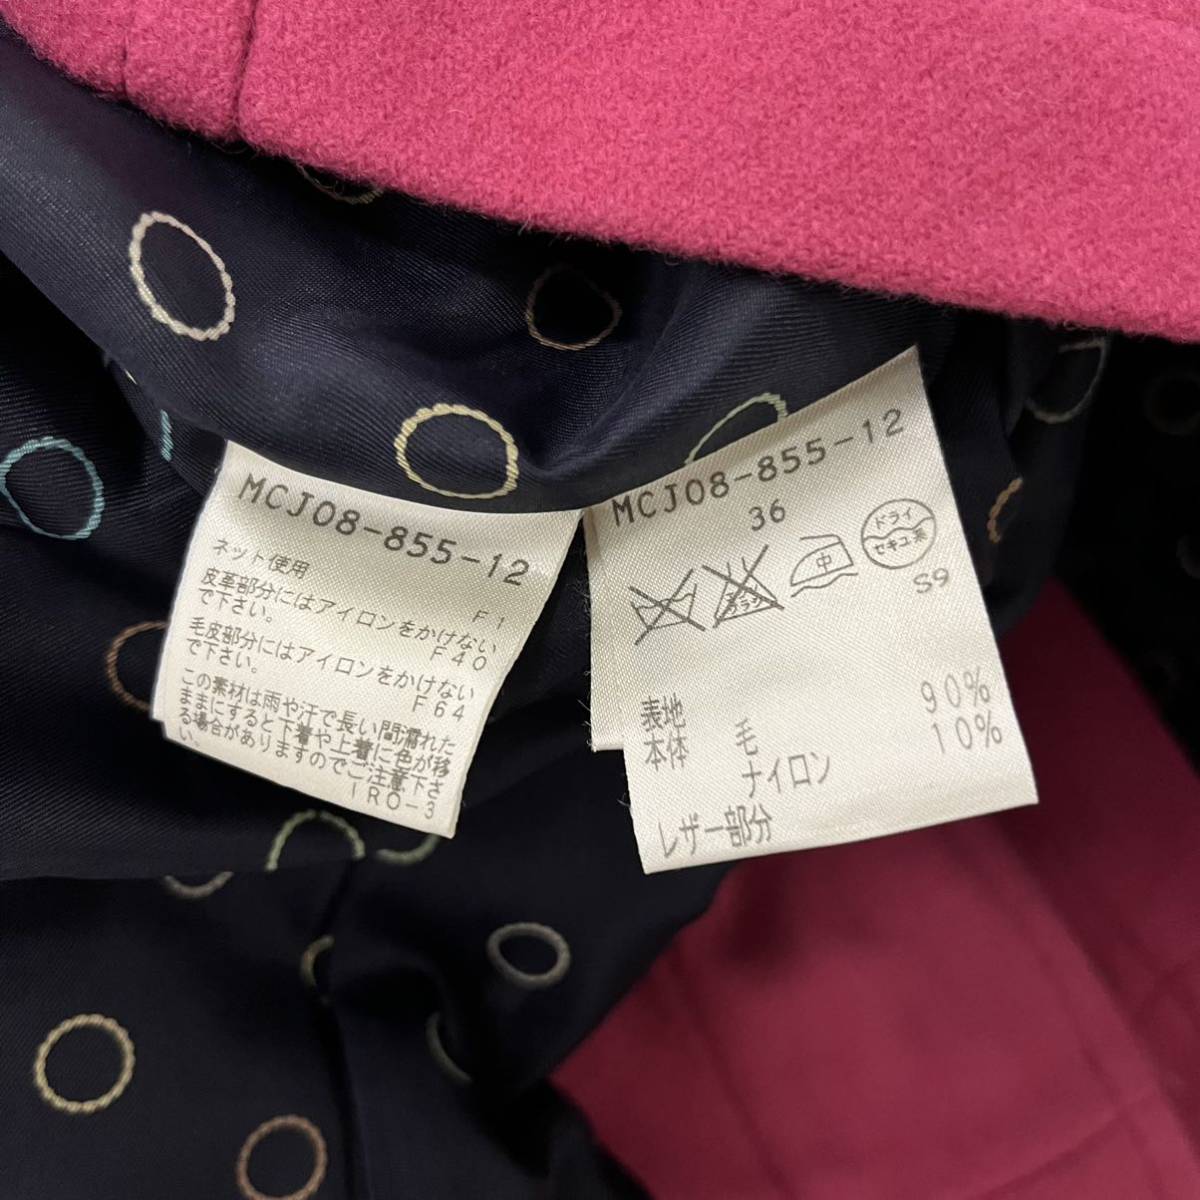 MCJ08-855-12
ネット使用
F1
皮革部分にはアイロンをかけない
で下さい。
F40
毛皮部分にはアイロンをかけない
で下さい。
F64
この素材は雨や汗で長い間濡れた
ままにすると下着や上着に色が移
る場合がありますのでご注意下さ
い。
IRO-3
MCJ08-855-12
36
中
ドライ
セキユ系
S9
表地
本体 毛 90%
ナイロン 10%
レザー部分